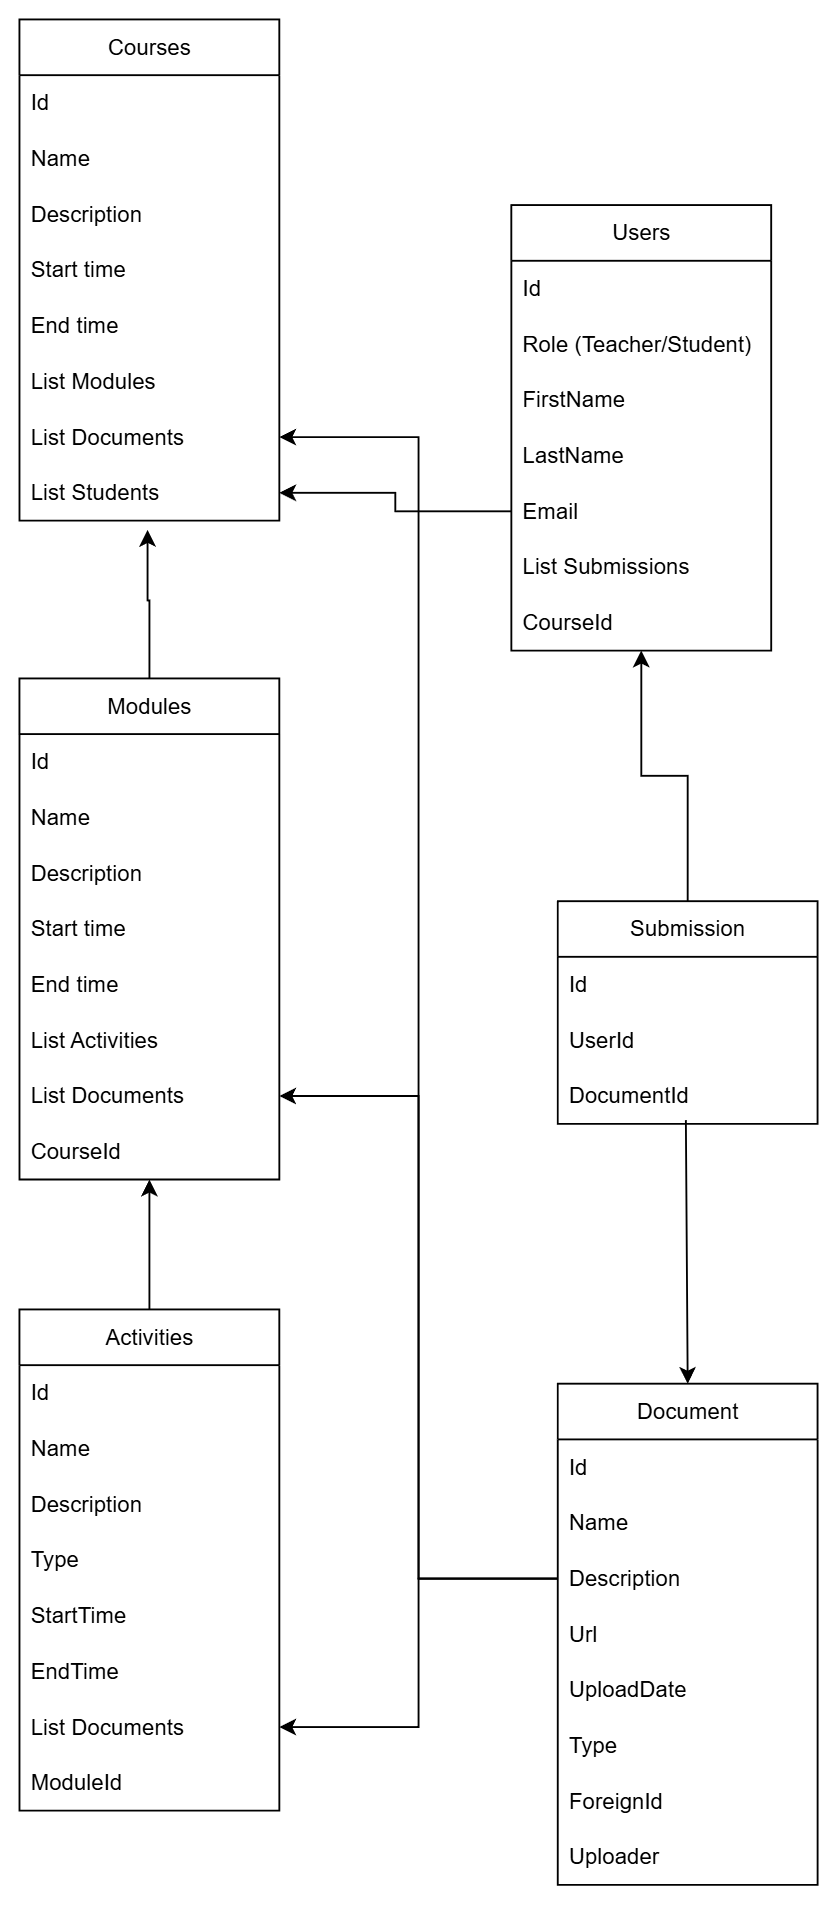 Courses
Id
Name
Description
Start time
End time
List Modules
List Documents
List Students
Users
Id
Role (Teacher/Student)
FirstName
LastName
Email
List Submissions
CourseId
Modules
Id
Name
Description
Start time
End time
List Activities
List Documents
CourseId
Submission
Id
UserId
DocumentId
Activities
Id
Name
Description
Type
StartTime
EndTime
List Documents
ModuleId
Document
Id
Name
Description
Url
UploadDate
Type
ForeignId
Uploader